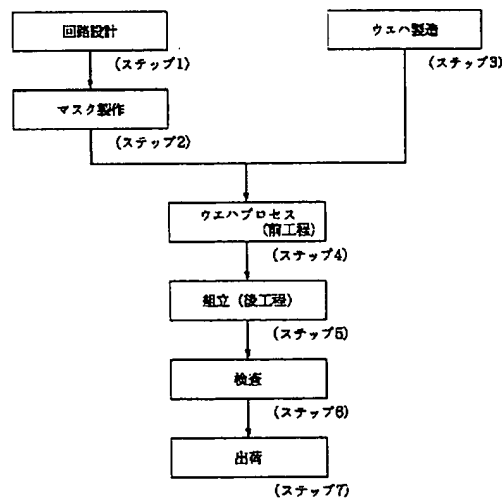 回路設計
(ステップ1)
ウエハ製造
(ステップ3)
マスク製作
(ステップ2)
ウエハプロセス
(前工程)
(ステップ4)
組立 (後工程)
(ステップ5)
検査
(ステップ6)
出荷
(ステップ7)